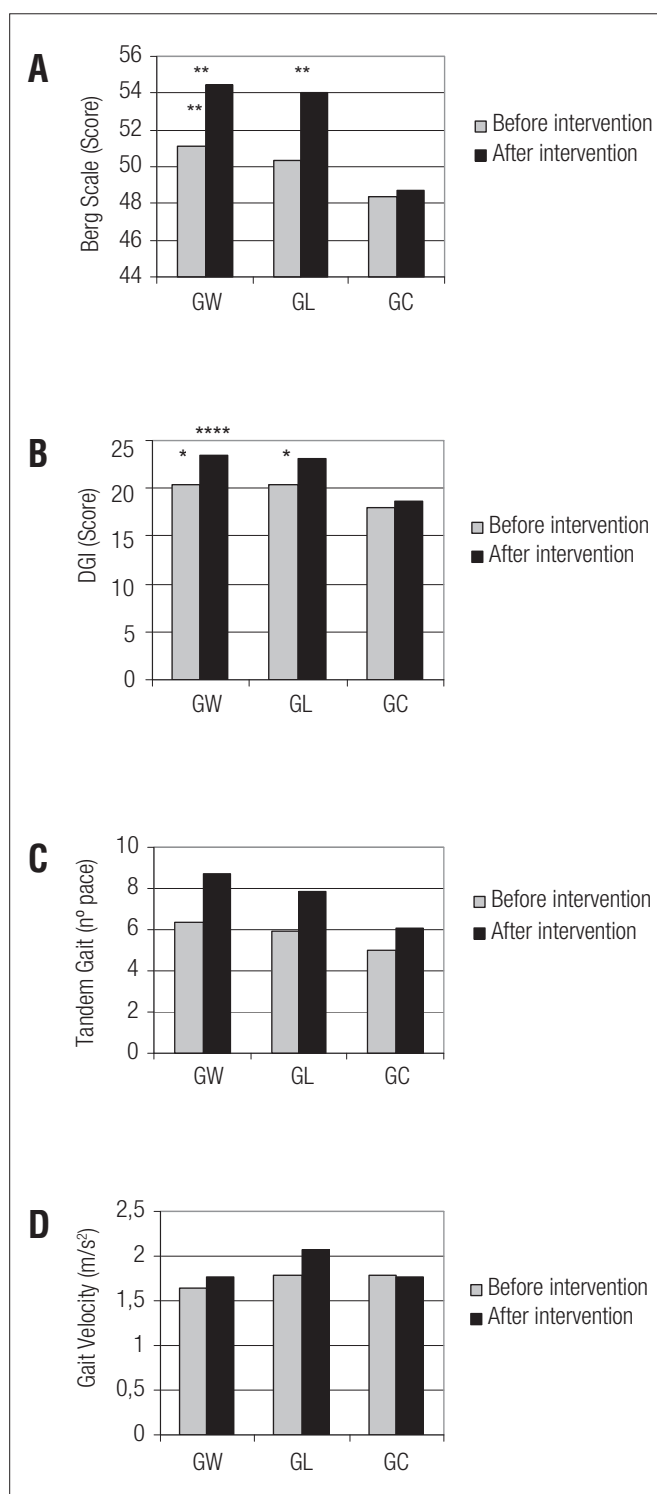 A
Berg Scale (Score)
56
54
52
50
48
46
44
**
**
**
GW GL GC
Before intervention
After intervention
B
DGI (Score)
25
20
15
10
5
0
*
****
*
GW GL GC
Before intervention
After intervention
C
Tandem Gait (nº pace)
10
8
6
4
2
0
GW GL GC
Before intervention
After intervention
D
Gait Velocity (m/s²)
2,5
2
1,5
1
0,5
0
GW GL GC
Before intervention
After intervention